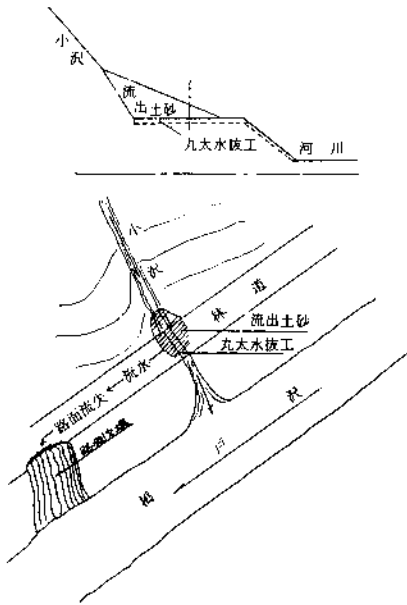 小沢
流出土砂
丸太水抜工
河川
小沢
林道
流出土砂
丸太水抜工
流水
路面流失
戸沢